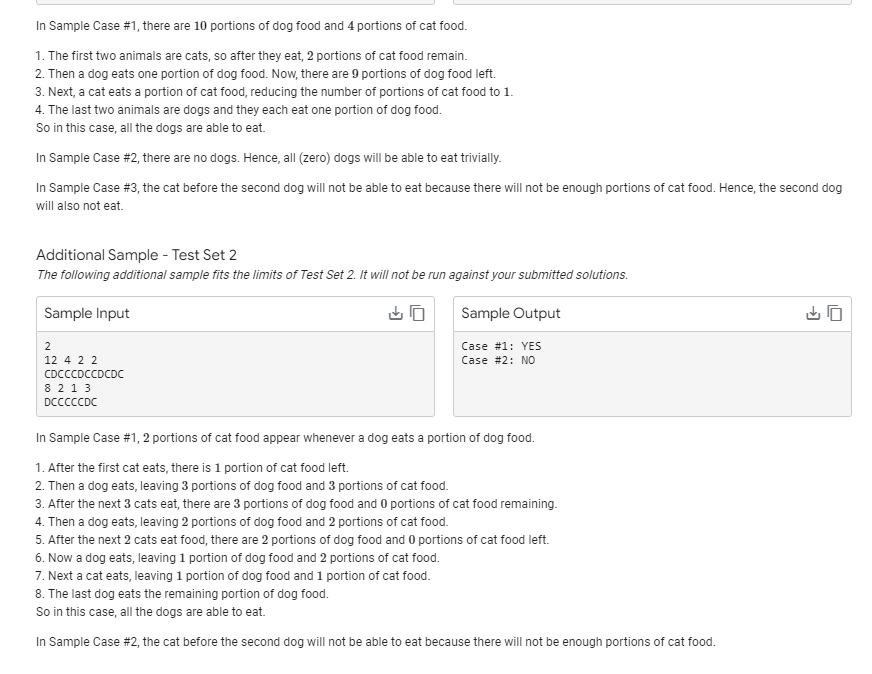 In Sample Case #1, there are 10 portions of dog food and 4 portions of cat food.
1. The first two animals are cats, so after they eat, 2 portions of cat food remain.
2. Then a dog eats one portion of dog food. Now, there are 9 portions of dog food left.
3. Next, a cat eats a portion of cat food, reducing the number of portions of cat food to 1.
4. The last two animals are dogs and they each eat one portion of dog food.
So in this case, all the dogs are able to eat.
In Sample Case #2, there are no dogs. Hence, all (zero) dogs will be able to eat trivially.
In Sample Case #3, the cat before the second dog will not be able to eat because there will not be enough portions of cat food. Hence, the second dog
will also not eat.
Additional Sample - Test Set 2
The following additional sample fits the limits of Test Set 2. It will not be run against your submitted solutions.
Sample Input
2
12 4 2 2
CDCCCDCCDCDC
8 2 1 3
DCCCCCDC
Sample Output
Case #1: YES
Case #2: NO
In Sample Case #1, 2 portions of cat food appear whenever a dog eats a portion of dog food.
1. After the first cat eats, there is 1 portion of cat food left.
2. Then a dog eats, leaving 3 portions of dog food and 3 portions of cat food.
3. After the next 3 cats eat, there are 3 portions of dog food and 0 portions of cat food remaining.
4. Then a dog eats, leaving 2 portions of dog food and 2 portions of cat food.
5. After the next 2 cats eat food, there are 2 portions of dog food and 0 portions of cat food left.
6. Now a dog eats, leaving 1 portion of dog food and 2 portions of cat food.
7. Next a cat eats, leaving 1 portion of dog food and 1 portion of cat food.
8. The last dog eats the remaining portion of dog food.
So in this case, all the dogs are able to eat.
In Sample Case #2, the cat before the second dog will not be able to eat because there will not be enough portions of cat food.